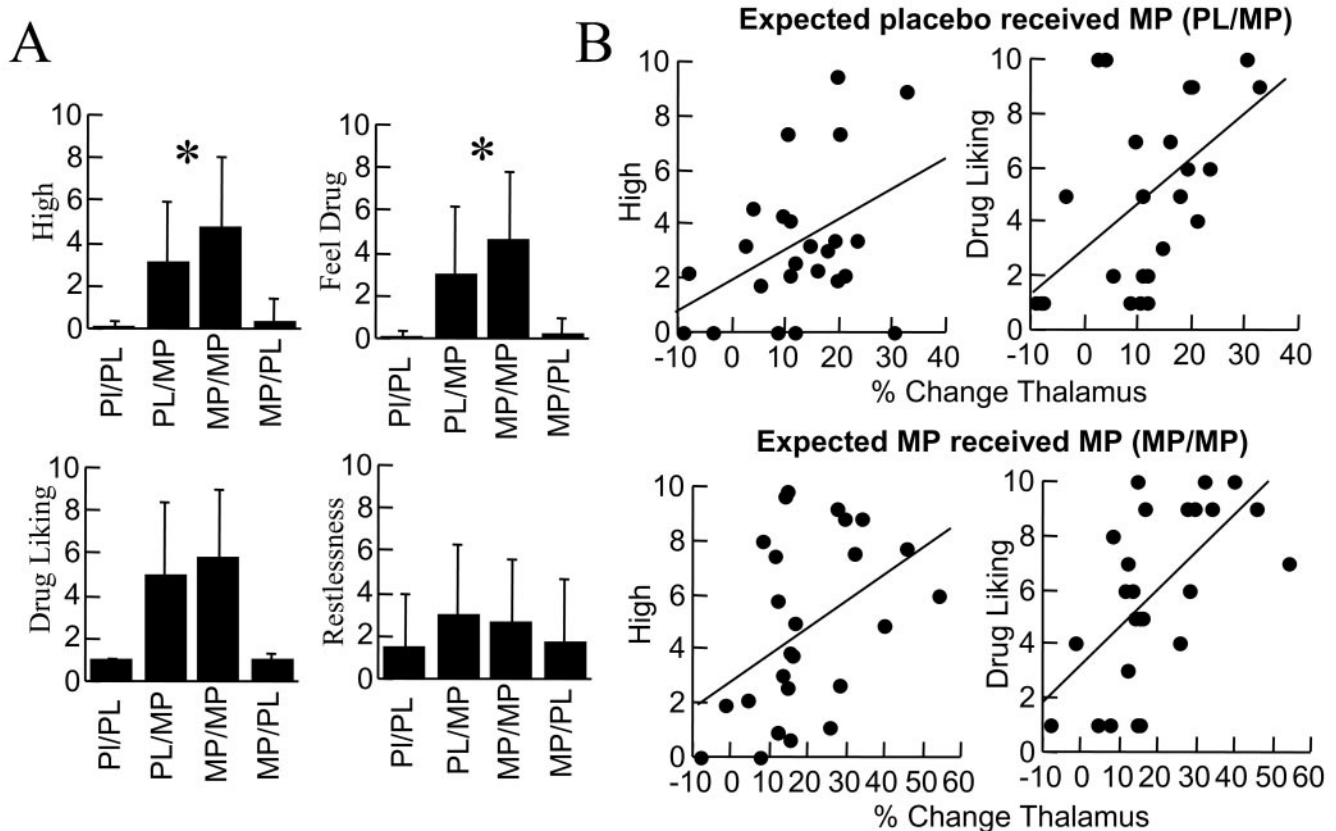 A
10
8
6
4
2
0
High
*
PI/PL
PL/MP
MP/MP
MP/PL
10
8
6
4
2
0
Feel Drug
*
PI/PL
PL/MP
MP/MP
MP/PL
10
8
6
4
2
0
Drug Liking
PI/PL
PL/MP
MP/MP
MP/PL
10
8
6
4
2
0
Restlessness
PI/PL
PL/MP
MP/MP
MP/PL
B
Expected placebo received MP (PL/MP)
10
8
6
4
2
0
High
-10 0 10 20 30 40
10
8
6
4
2
0
Drug Liking
-10 0 10 20 30 40
% Change Thalamus
Expected MP received MP (MP/MP)
10
8
6
4
2
0
High
-10 0 10 20 30 40 50 60
10
8
6
4
2
0
Drug Liking
-10 0 10 20 30 40 50 60
% Change Thalamus